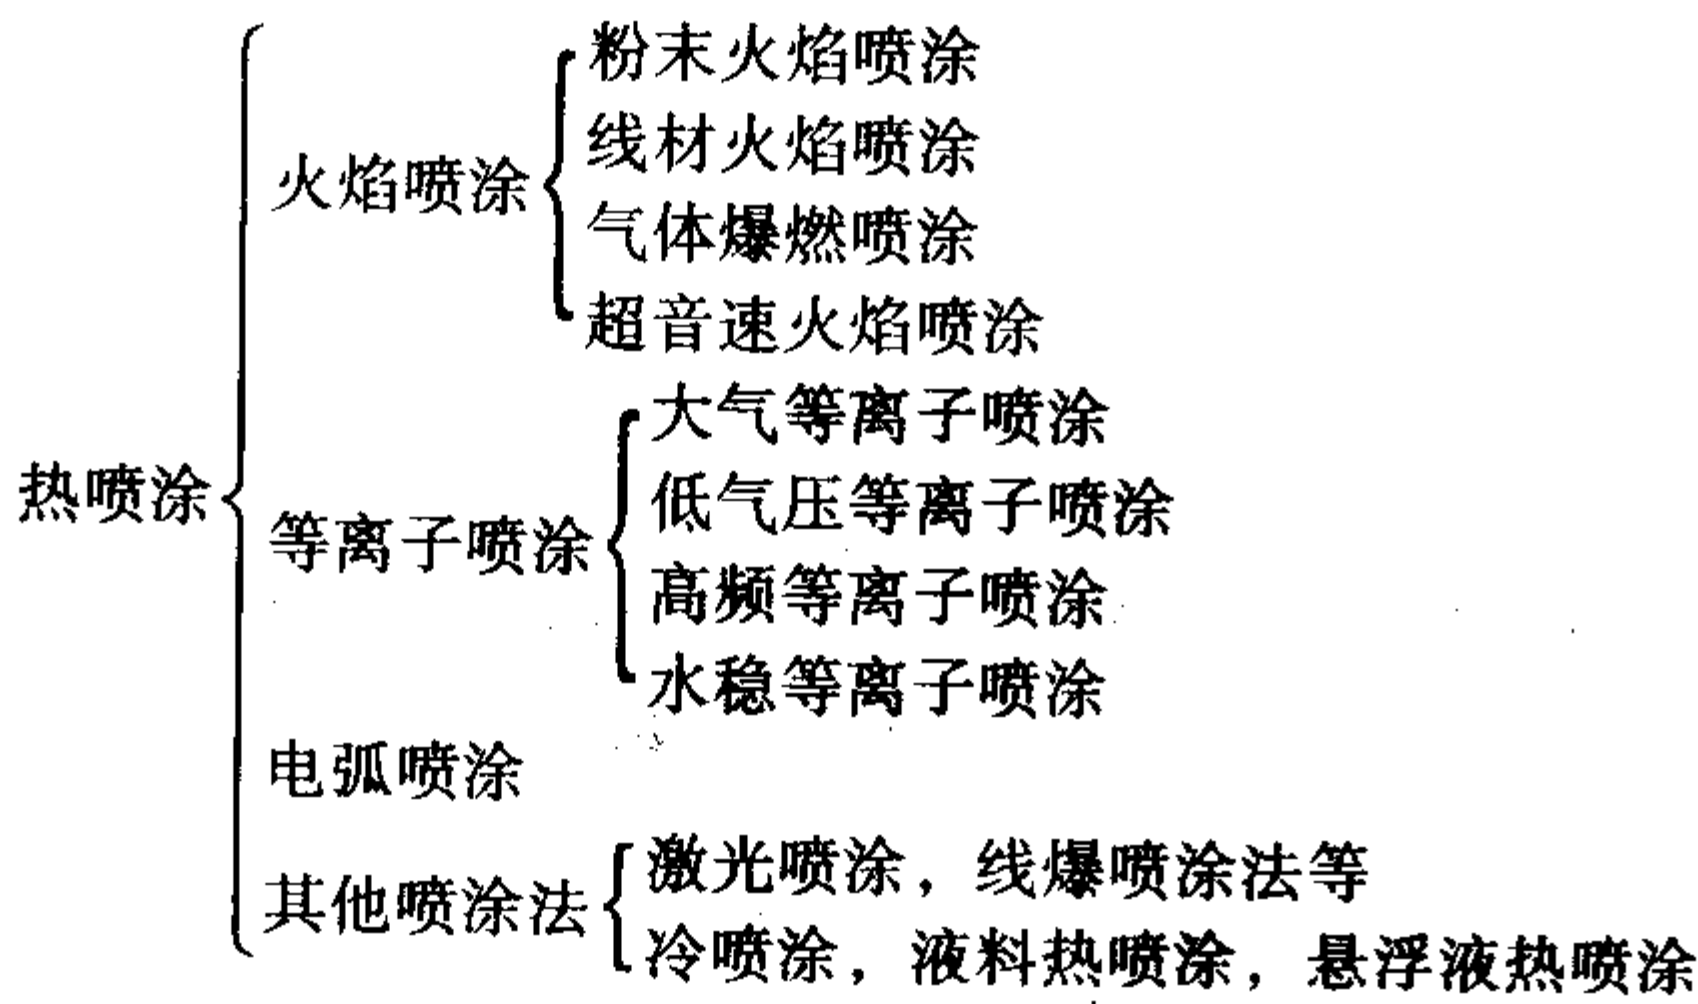 热喷涂
火焰喷涂
粉末火焰喷涂
线材火焰喷涂
气体爆燃喷涂
超音速火焰喷涂
等离子喷涂
大气等离子喷涂
低气压等离子喷涂
高频等离子喷涂
水稳等离子喷涂
电弧喷涂
其他喷涂法
激光喷涂，线爆喷涂法等
冷喷涂，液料热喷涂，悬浮液热喷涂